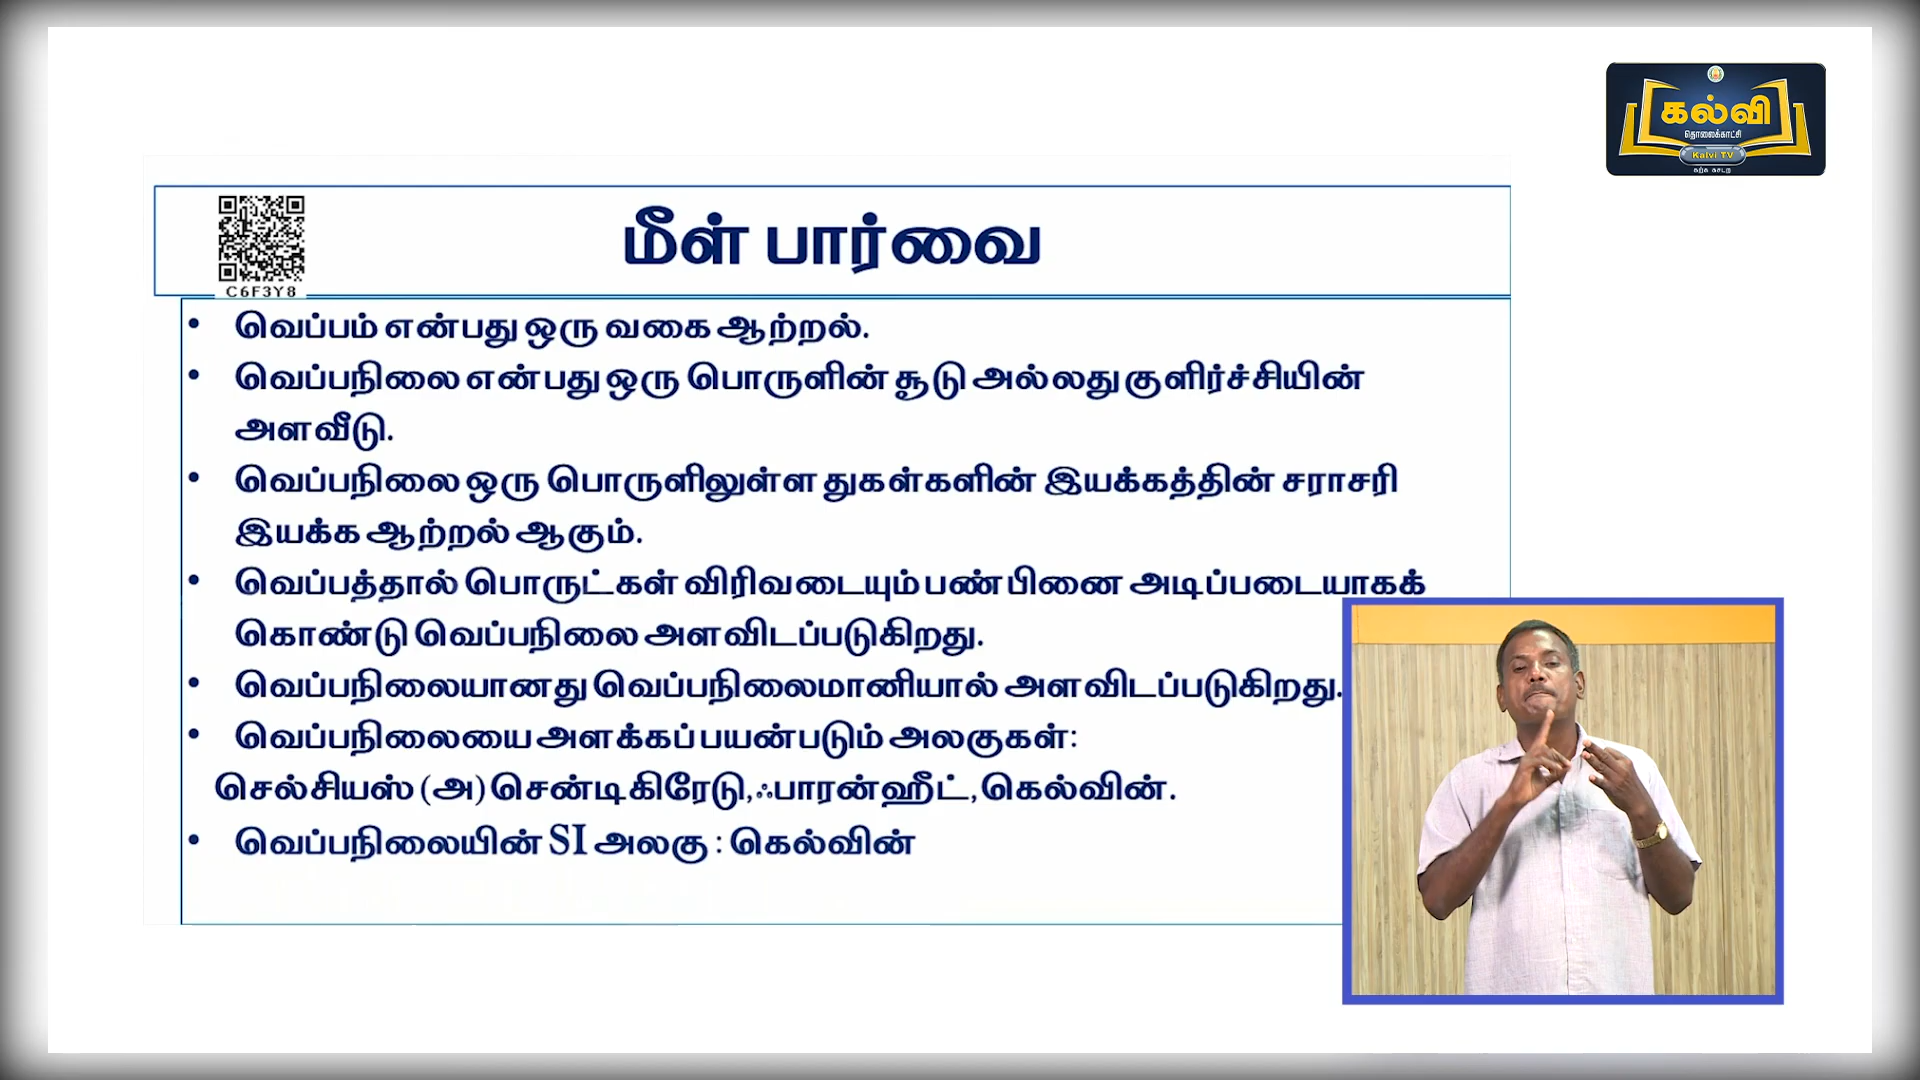 கல்வி
தொலைக்காட்சி
Kalvi TV
கற்க கசடற
மீள் பார்வை
C6F3Y8
• வெப்பம் என்பது ஒரு வகை ஆற்றல்.
• வெப்பநிலை என்பது ஒரு பொருளின் சூடு அல்லது குளிர்ச்சியின்
அளவீடு.
• வெப்பநிலை ஒரு பொருளிலுள்ள துகள்களின் இயக்கத்தின் சராசரி
இயக்க ஆற்றல் ஆகும்.
• வெப்பத்தால் பொருட்கள் விரிவடையும் பண்பினை அடிப்படையாகக்
கொண்டு வெப்பநிலை அளவிடப்படுகிறது.
• வெப்பநிலையானது வெப்பநிலைமானியால் அளவிடப்படுகிறது.
• வெப்பநிலையை அளக்கப்பயன்படும் அலகுகள்:
செல்சியஸ் (அ) சென்டிகிரேடு, ஃபாரன்ஹீட், கெல்வின்.
• வெப்பநிலையின் SI அலகு : கெல்வின்